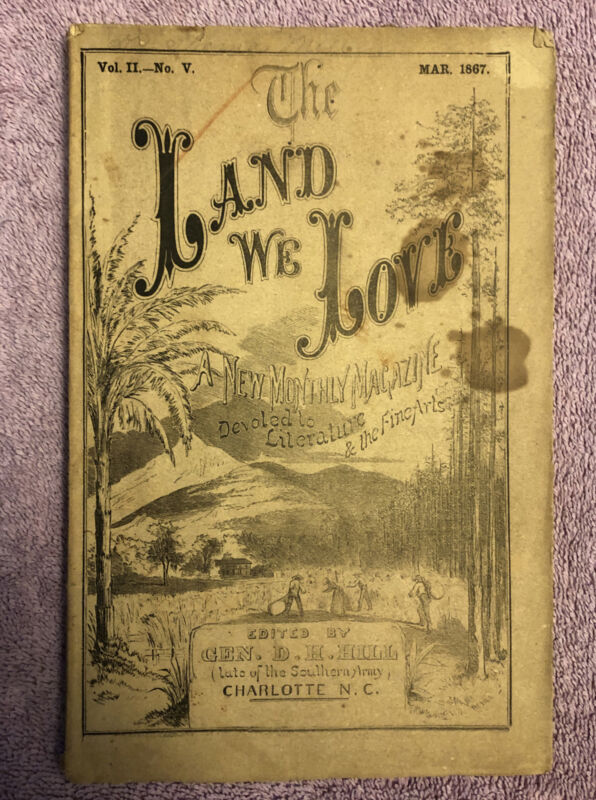 Vol. II.—No. V.
MAR. 1867.
The
LAND
WE LOVE
A NEW MONTHLY MAGAZINE
Devoted to
Literature
& the Fine Arts
EDITED BY
GEN. D. H. HILL
(late of the Southern Army)
CHARLOTTE N. C.